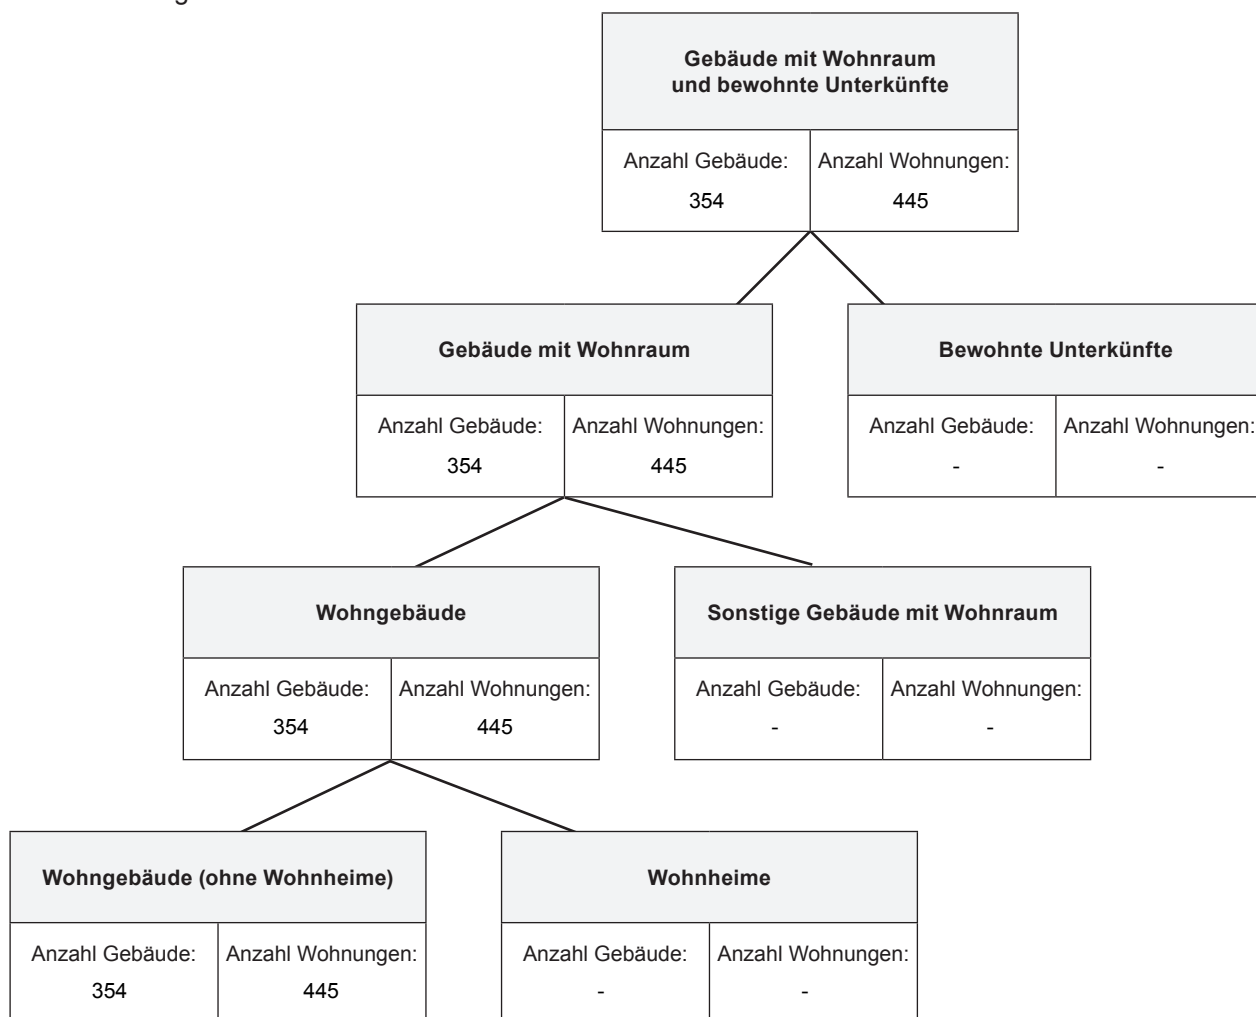 Gebäude mit Wohnraum
und bewohnte Unterkünfte
Anzahl Gebäude: Anzahl Wohnungen:
354 445
Gebäude mit Wohnraum
Bewohnte Unterkünfte
Anzahl Gebäude: Anzahl Wohnungen:
354 445
Anzahl Gebäude: Anzahl Wohnungen:
- -
Wohngebäude
Sonstige Gebäude mit Wohnraum
Anzahl Gebäude: Anzahl Wohnungen:
354 445
Anzahl Gebäude: Anzahl Wohnungen:
- -
Wohngebäude (ohne Wohnheime)
Wohnheime
Anzahl Gebäude: Anzahl Wohnungen:
354 445
Anzahl Gebäude: Anzahl Wohnungen:
- -